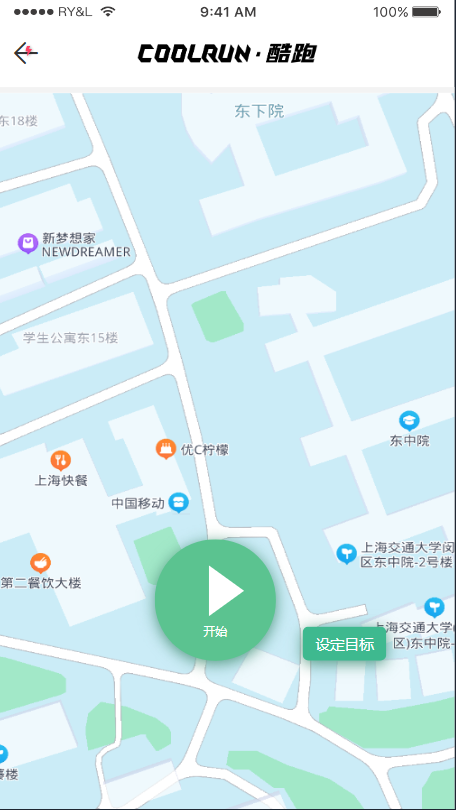 RY&L 9:41 AM 100%
COOLRUN·酷跑
东下院
东18楼
新梦想家
NEWDREAMER
学生公寓东15楼
东中院
优C柠檬
上海快餐
中国移动
上海交通大学闵
区东中院-2号楼
第二餐饮大楼
开始
上海交通大学(
区)东中院-
设定目标
楼